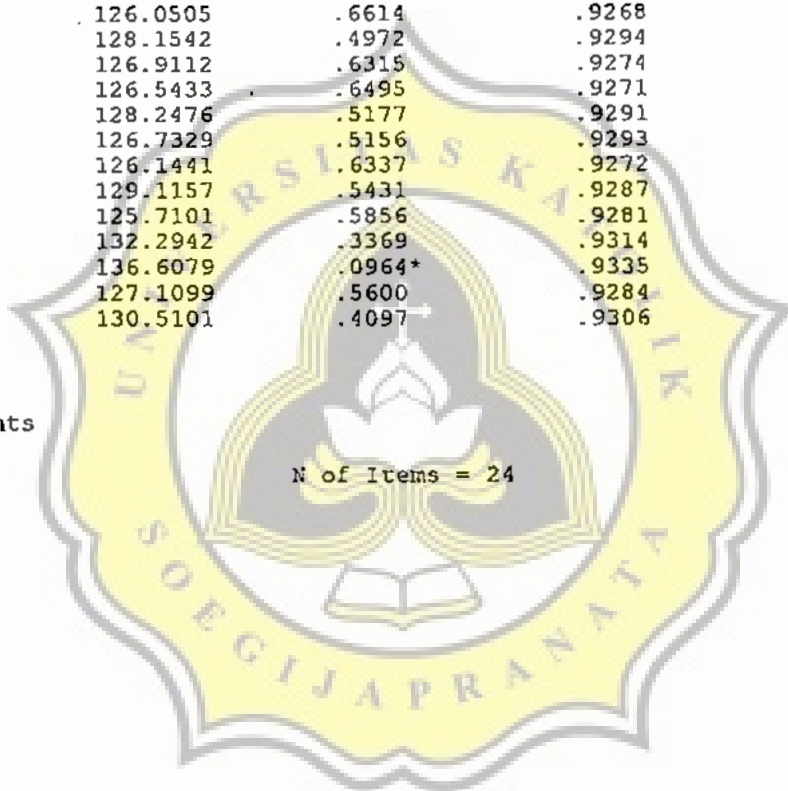 126.0505 .6614 .9268
128.1542 .4972 .9294
126.9112 .6315 .9274
126.5433 .6495 .9271
128.2476 .5177 .9291
126.7329 .5156 .9293
126.1441 .6337 .9272
129.1157 .5431 .9287
125.7101 .5856 .9281
132.2942 .3369 .9314
136.6079 .0964* .9335
127.1099 .5600 .9284
130.5101 .4097 .9306
nts
N of Items = 24
UNIVERSITAS KATOLIK
SOEGIJAPRANATA